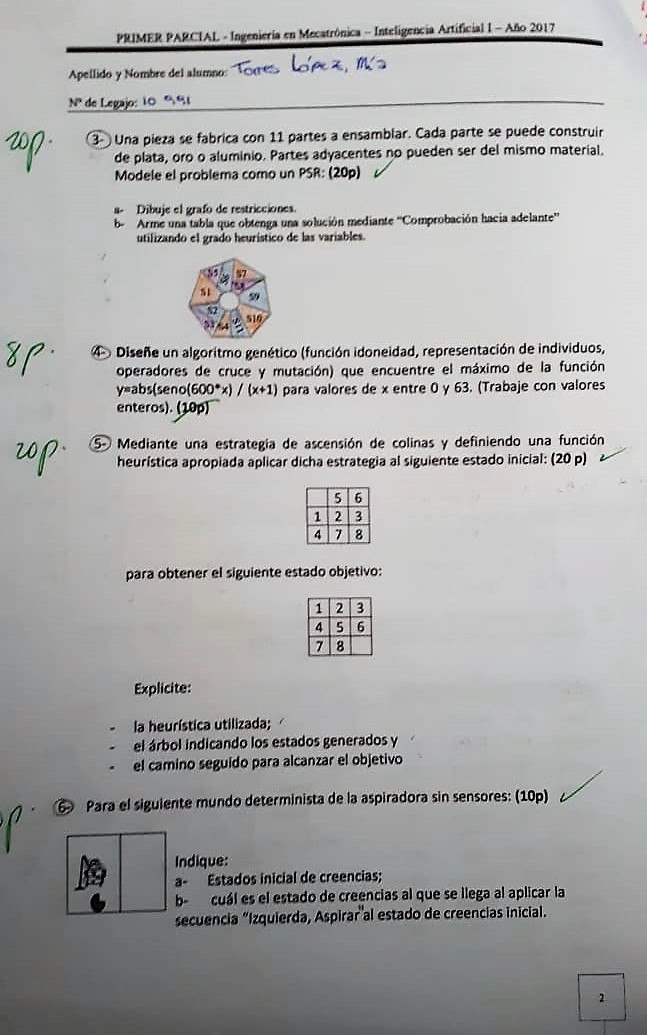 PRIMER PARCIAL - Ingeniería en Mecatrónica – Inteligencia Artificial I – Año 2017
Apellido y Nombre del alumno: Torres López, Mía
Nº de Legajo: 10 991
20p.
3- Una pieza se fabrica con 11 partes a ensamblar. Cada parte se puede construir
de plata, oro o aluminio. Partes adyacentes no pueden ser del mismo material.
Modele el problema como un PSR: (20p)
a- Dibuje el grafo de restricciones.
b- Arme una tabla que obtenga una solución mediante "Comprobación hacia adelante"
utilizando el grado heurístico de las variables.
S5 S6 S7
S1 S8 S9
S2 S10
S3 S4 S11
8p.
4- Diseñe un algoritmo genético (función idoneidad, representación de individuos,
operadores de cruce y mutación) que encuentre el máximo de la función
y=abs(seno(600*x) / (x+1) para valores de x entre 0 y 63. (Trabaje con valores
enteros). (10p)
20p.
5- Mediante una estrategia de ascensión de colinas y definiendo una función
heurística apropiada aplicar dicha estrategia al siguiente estado inicial: (20 p)
5 6
1 2 3
4 7 8
para obtener el siguiente estado objetivo:
1 2 3
4 5 6
7 8
Explicite:
- la heurística utilizada;
- el árbol indicando los estados generados y
- el camino seguido para alcanzar el objetivo
p.
6- Para el siguiente mundo determinista de la aspiradora sin sensores: (10p)
Indique:
a- Estados inicial de creencias;
b- cuál es el estado de creencias al que se llega al aplicar la
secuencia "Izquierda, Aspirar" al estado de creencias inicial.
2